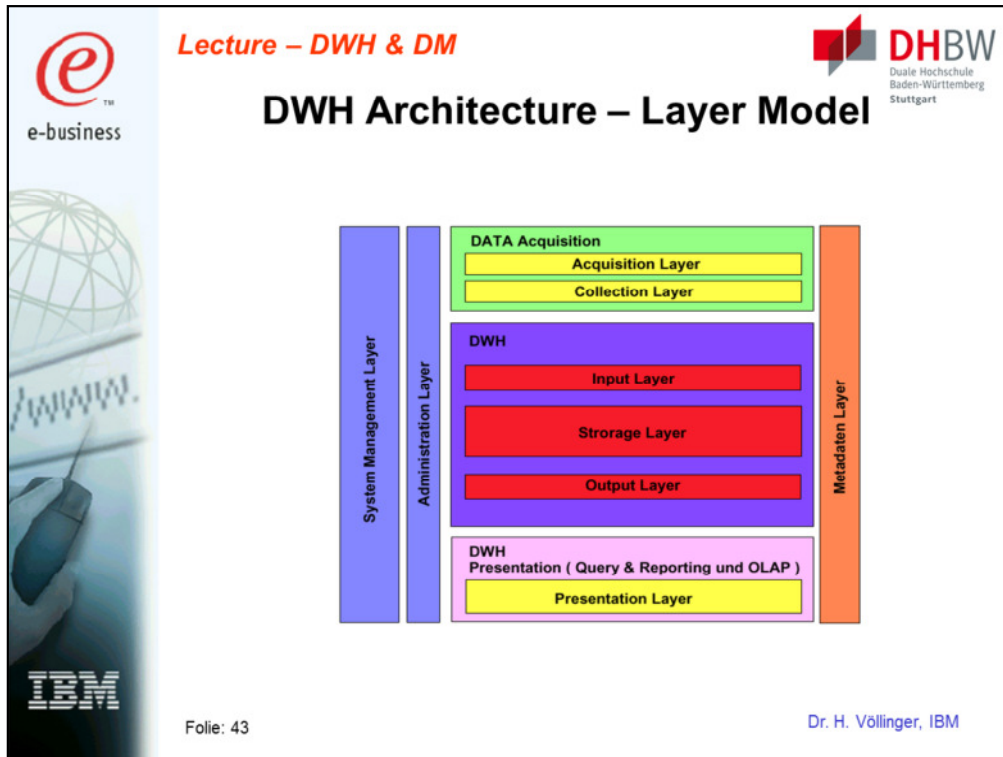 Lecture – DWH & DM
DHBW
Duale Hochschule
Baden-Württemberg
Stuttgart
e
TM
e-business
DWH Architecture – Layer Model
System Management Layer
Administration Layer
DATA Acquisition
Acquisition Layer
Collection Layer
DWH
Input Layer
Strorage Layer
Output Layer
DWH
Presentation ( Query & Reporting und OLAP )
Presentation Layer
Metadaten Layer
WWW.
IBM
Folie: 43
Dr. H. Völlinger, IBM